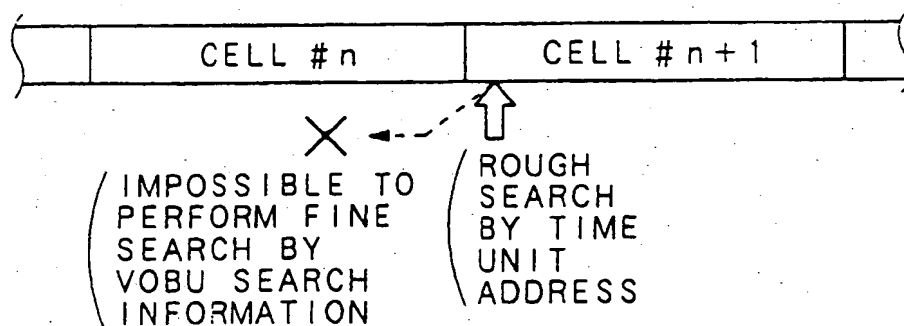 CELL #n
CELL #n+1
IMPOSSIBLE TO
PERFORM FINE
SEARCH BY
VOBU SEARCH
INFORMATION
ROUGH
SEARCH
BY TIME
UNIT
ADDRESS